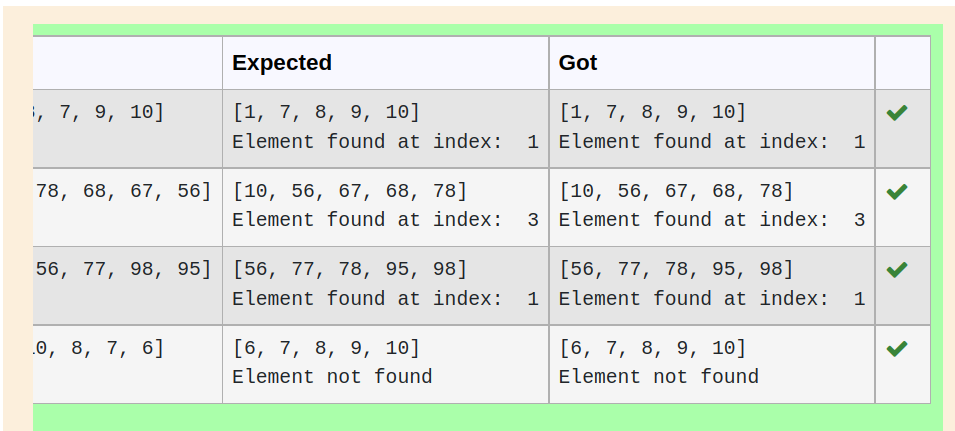 Expected Got
, 7, 9, 10] [1, 7, 8, 9, 10] [1, 7, 8, 9, 10]
Element found at index:  1 Element found at index:  1
78, 68, 67, 56] [10, 56, 67, 68, 78] [10, 56, 67, 68, 78]
Element found at index:  3 Element found at index:  3
56, 77, 98, 95] [56, 77, 78, 95, 98] [56, 77, 78, 95, 98]
Element found at index:  1 Element found at index:  1
0, 8, 7, 6] [6, 7, 8, 9, 10] [6, 7, 8, 9, 10]
Element not found Element not found